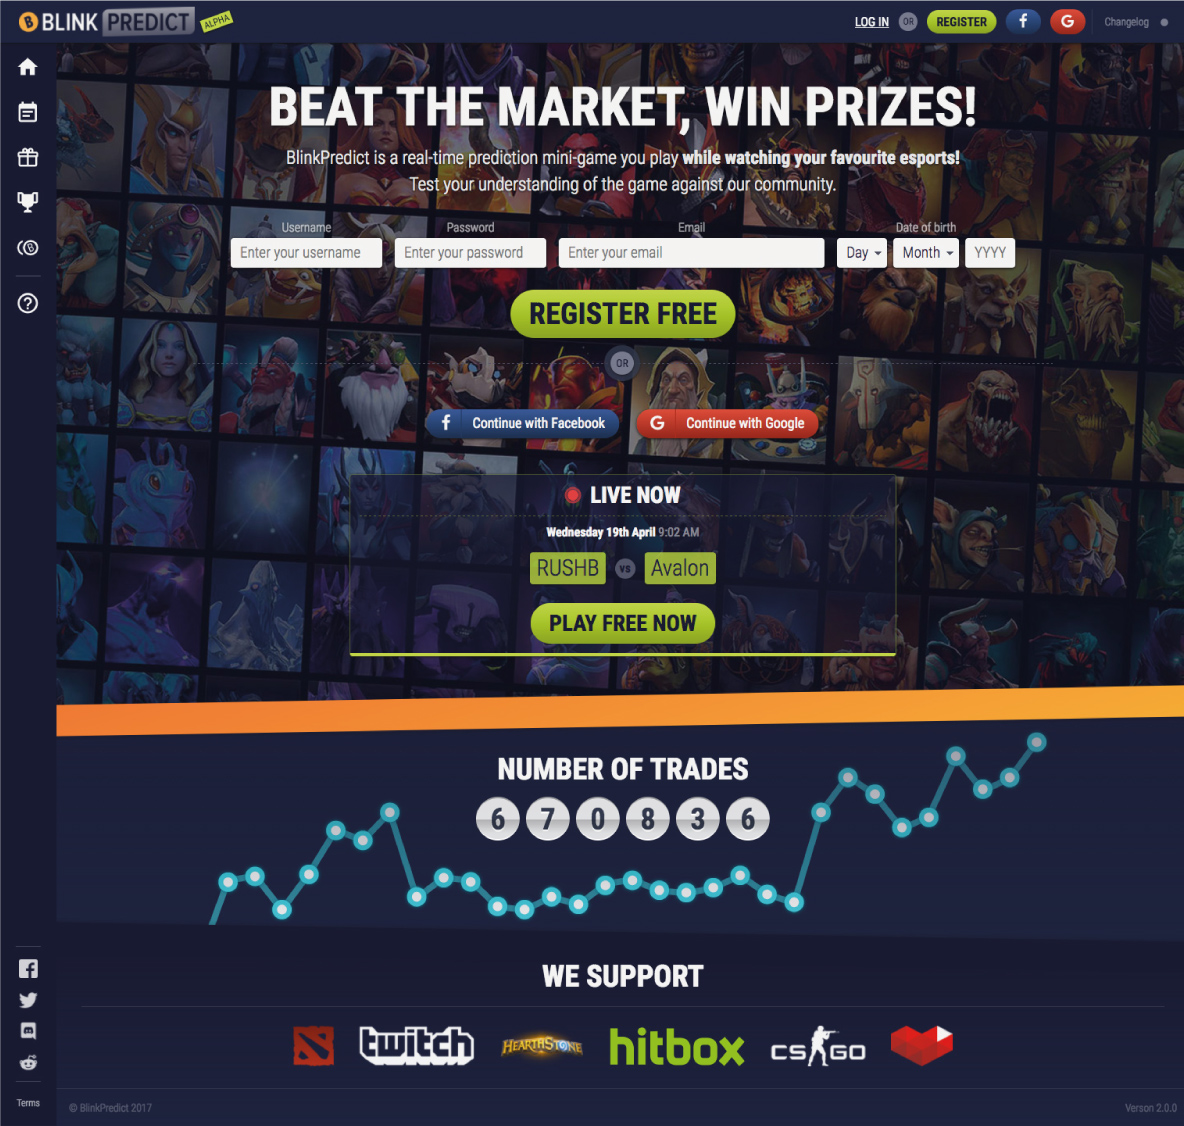 BLINK PREDICT ALPHA
LOG IN OR REGISTER Changelog
BEAT THE MARKET, WIN PRIZES!
BlinkPredict is a real-time prediction mini-game you play while watching your favourite esports!
Test your understanding of the game against our community.
Username Password Email Date of birth
Enter your username Enter your password Enter your email Day Month YYYY
REGISTER FREE
OR
Continue with Facebook Continue with Google
LIVE NOW
Wednesday 19th April 9:02 AM
RUSHB VS Avalon
PLAY FREE NOW
NUMBER OF TRADES
6 7 0 8 3 6
WE SUPPORT
twitch HEARTHSTONE hitbox CS GO
Terms
© BlinkPredict 2017 Verson 2.0.0